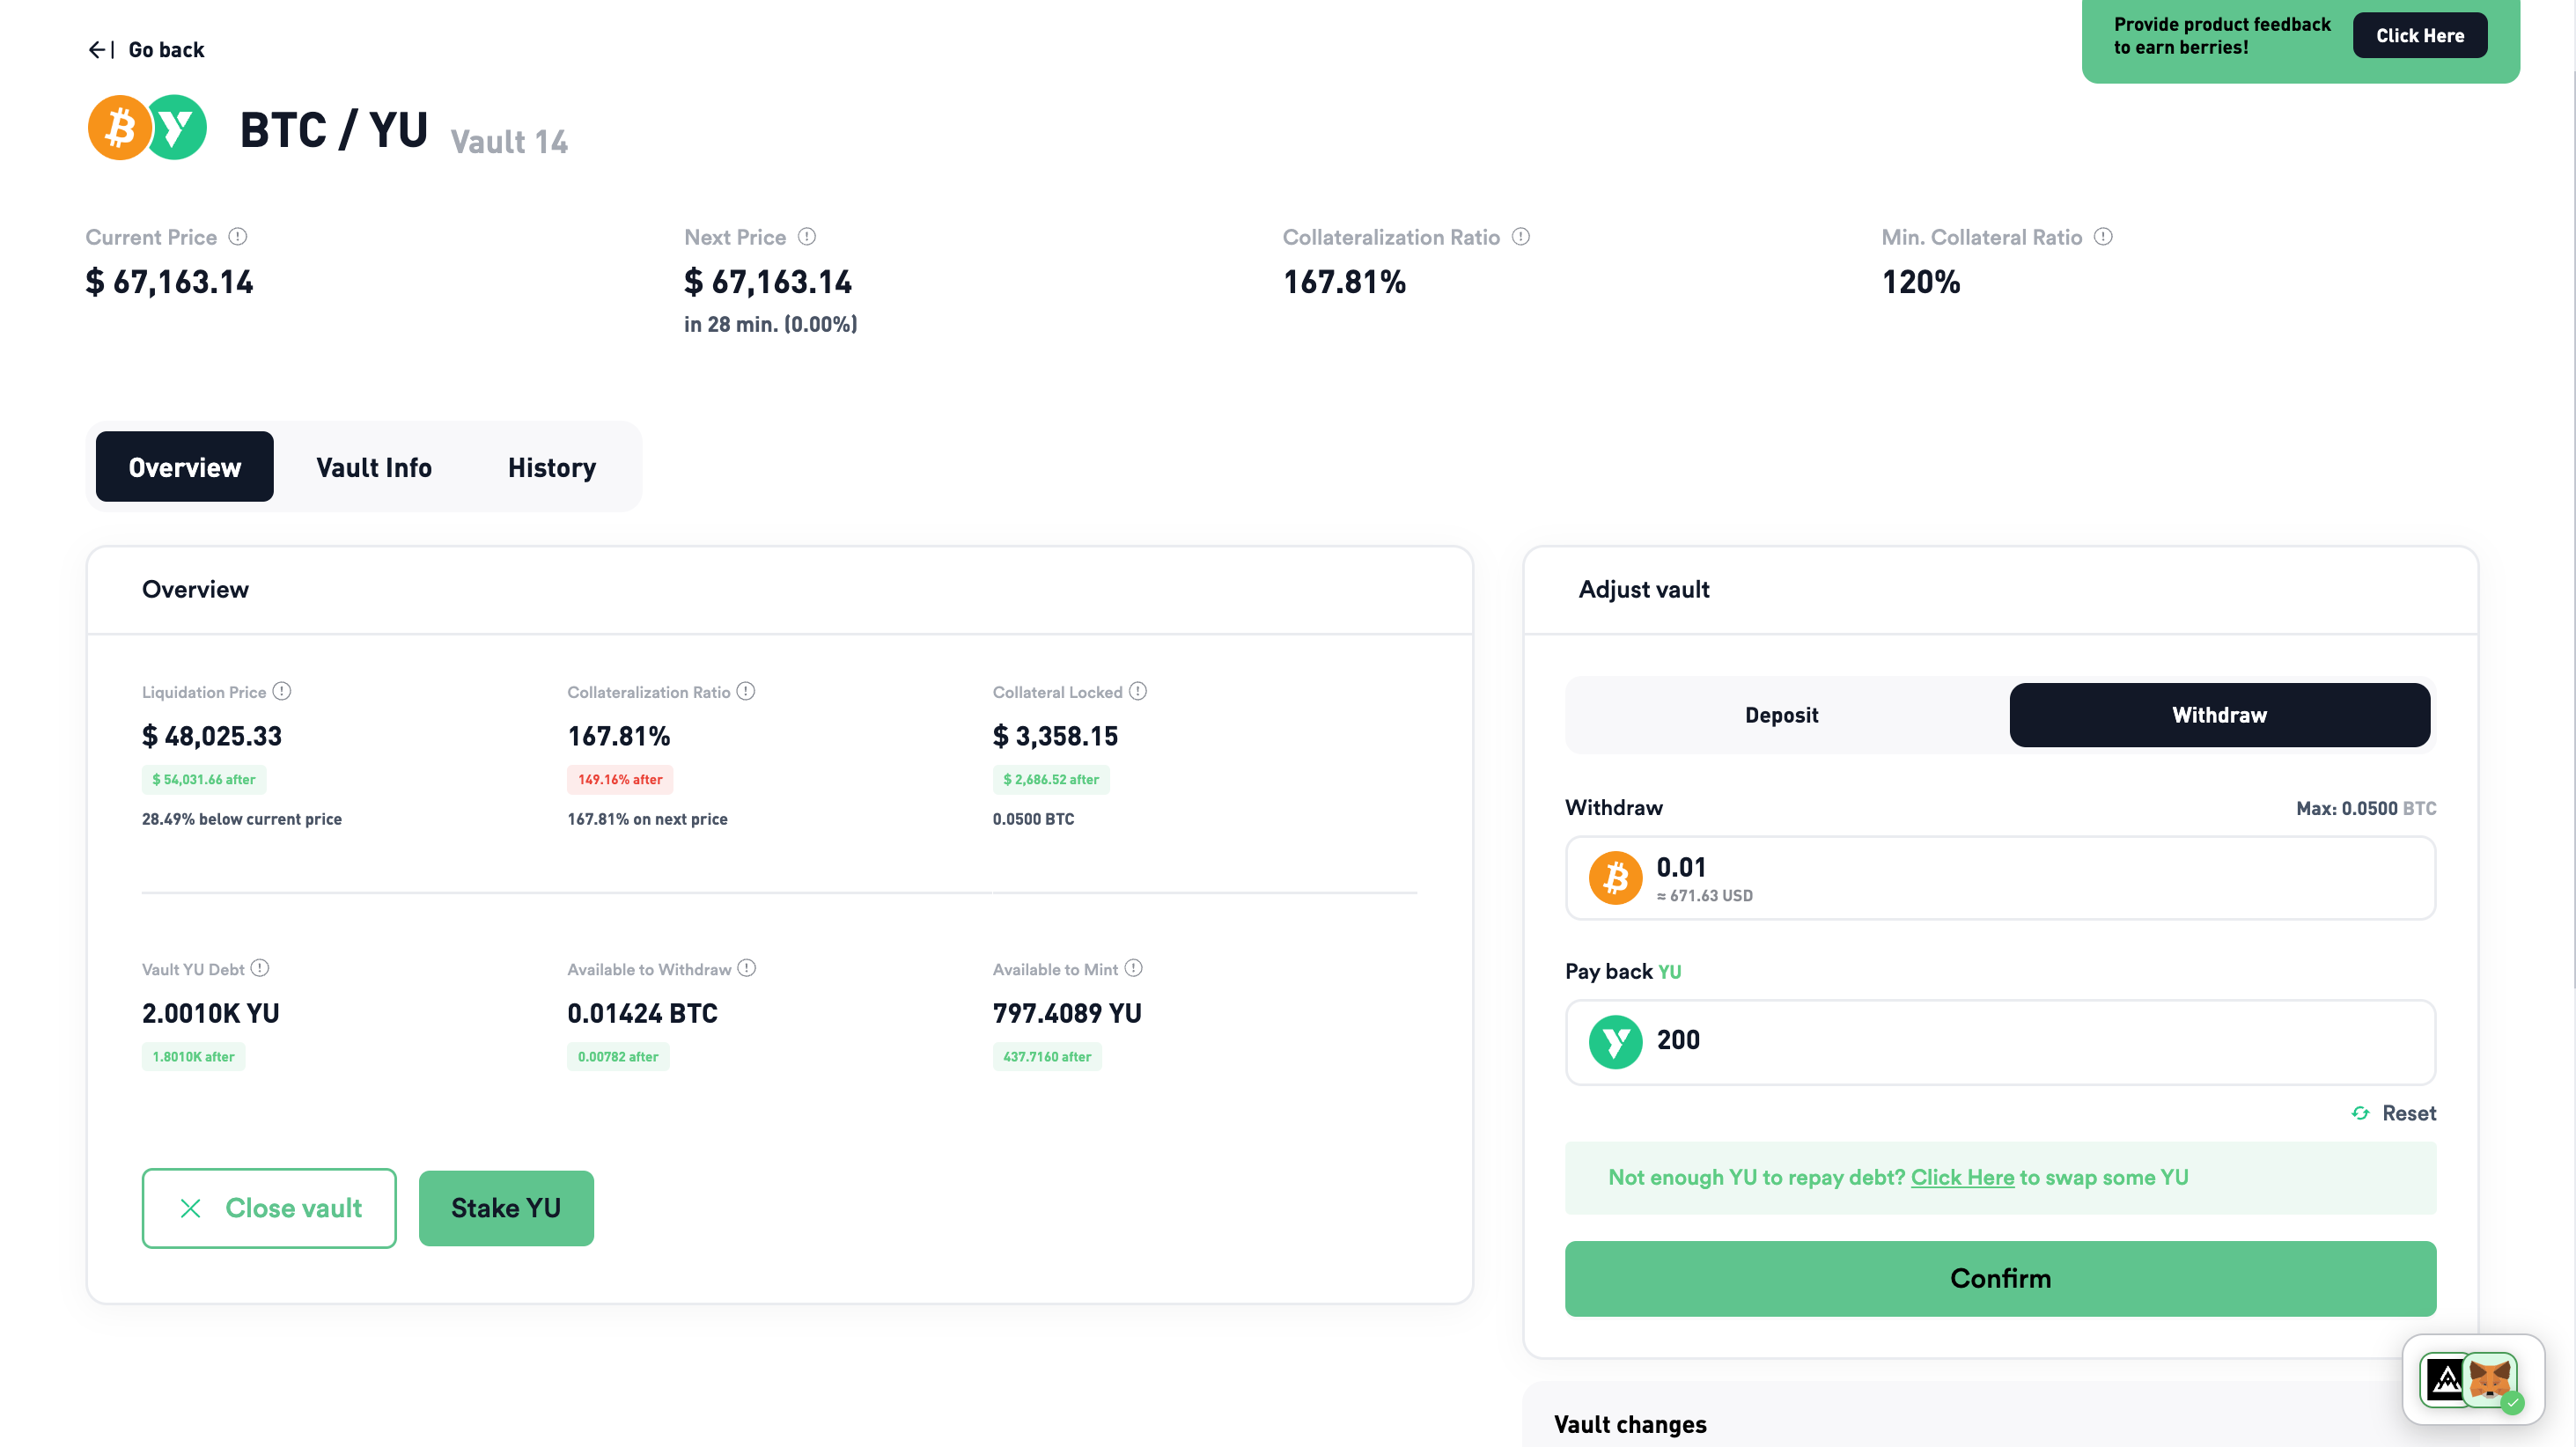 Provide product feedback
to earn berries!
Click Here
Go back
BTC / YU Vault 14
Current Price
$ 67,163.14
Next Price
$ 67,163.14
in 28 min. (0.00%)
Collateralization Ratio
167.81%
Min. Collateral Ratio
120%
Overview
Vault Info
History
Overview
Liquidation Price
$ 48,025.33
$ 54,031.66 after
28.49% below current price
Collateralization Ratio
167.81%
149.16% after
167.81% on next price
Collateral Locked
$ 3,358.15
$ 2,686.52 after
0.0500 BTC
Vault YU Debt
2.0010K YU
1.8010K after
Available to Withdraw
0.01424 BTC
0.00782 after
Available to Mint
797.4089 YU
437.7160 after
Close vault
Stake YU
Adjust vault
Deposit
Withdraw
Withdraw
Max: 0.0500 BTC
0.01
≈ 671.63 USD
Pay back YU
200
Reset
Not enough YU to repay debt? Click Here to swap some YU
Confirm
Vault changes